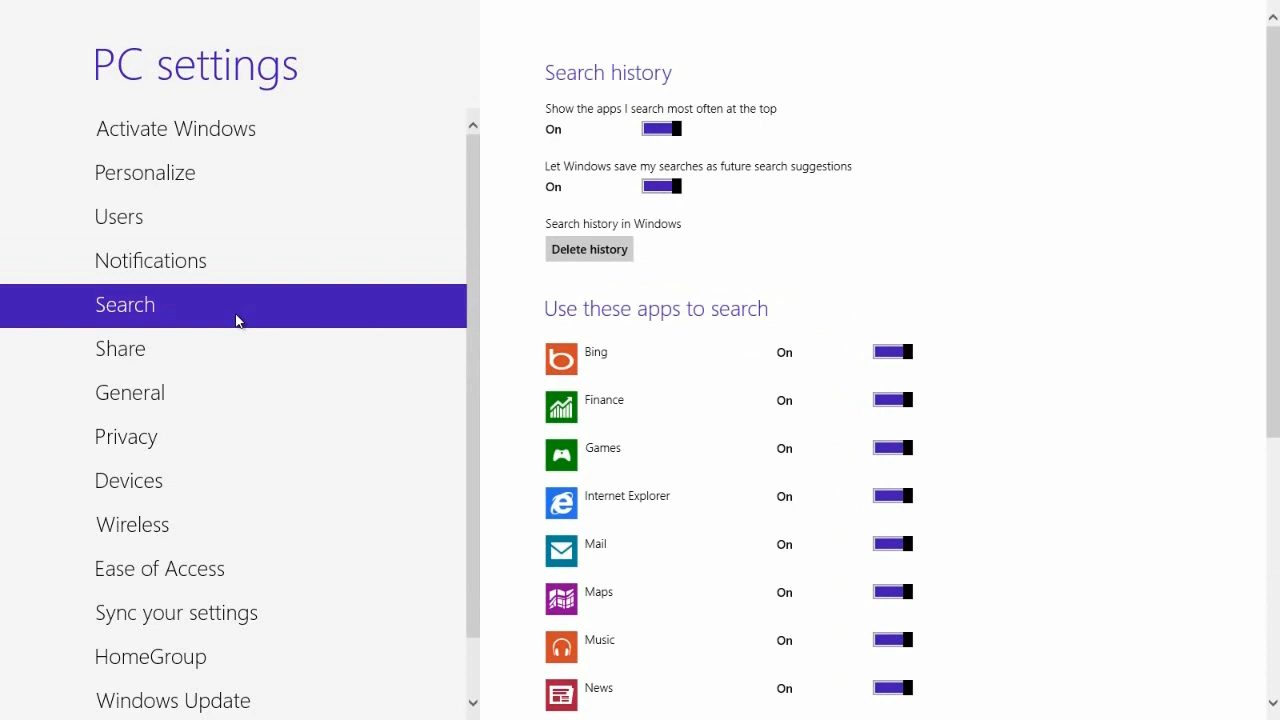 PC settings
Activate Windows
Personalize
Users
Notifications
Search
Share
General
Privacy
Devices
Wireless
Ease of Access
Sync your settings
HomeGroup
Windows Update
Search history
Show the apps I search most often at the top
On
Let Windows save my searches as future search suggestions
On
Search history in Windows
Delete history
Use these apps to search
Bing On
Finance On
Games On
Internet Explorer On
Mail On
Maps On
Music On
News On